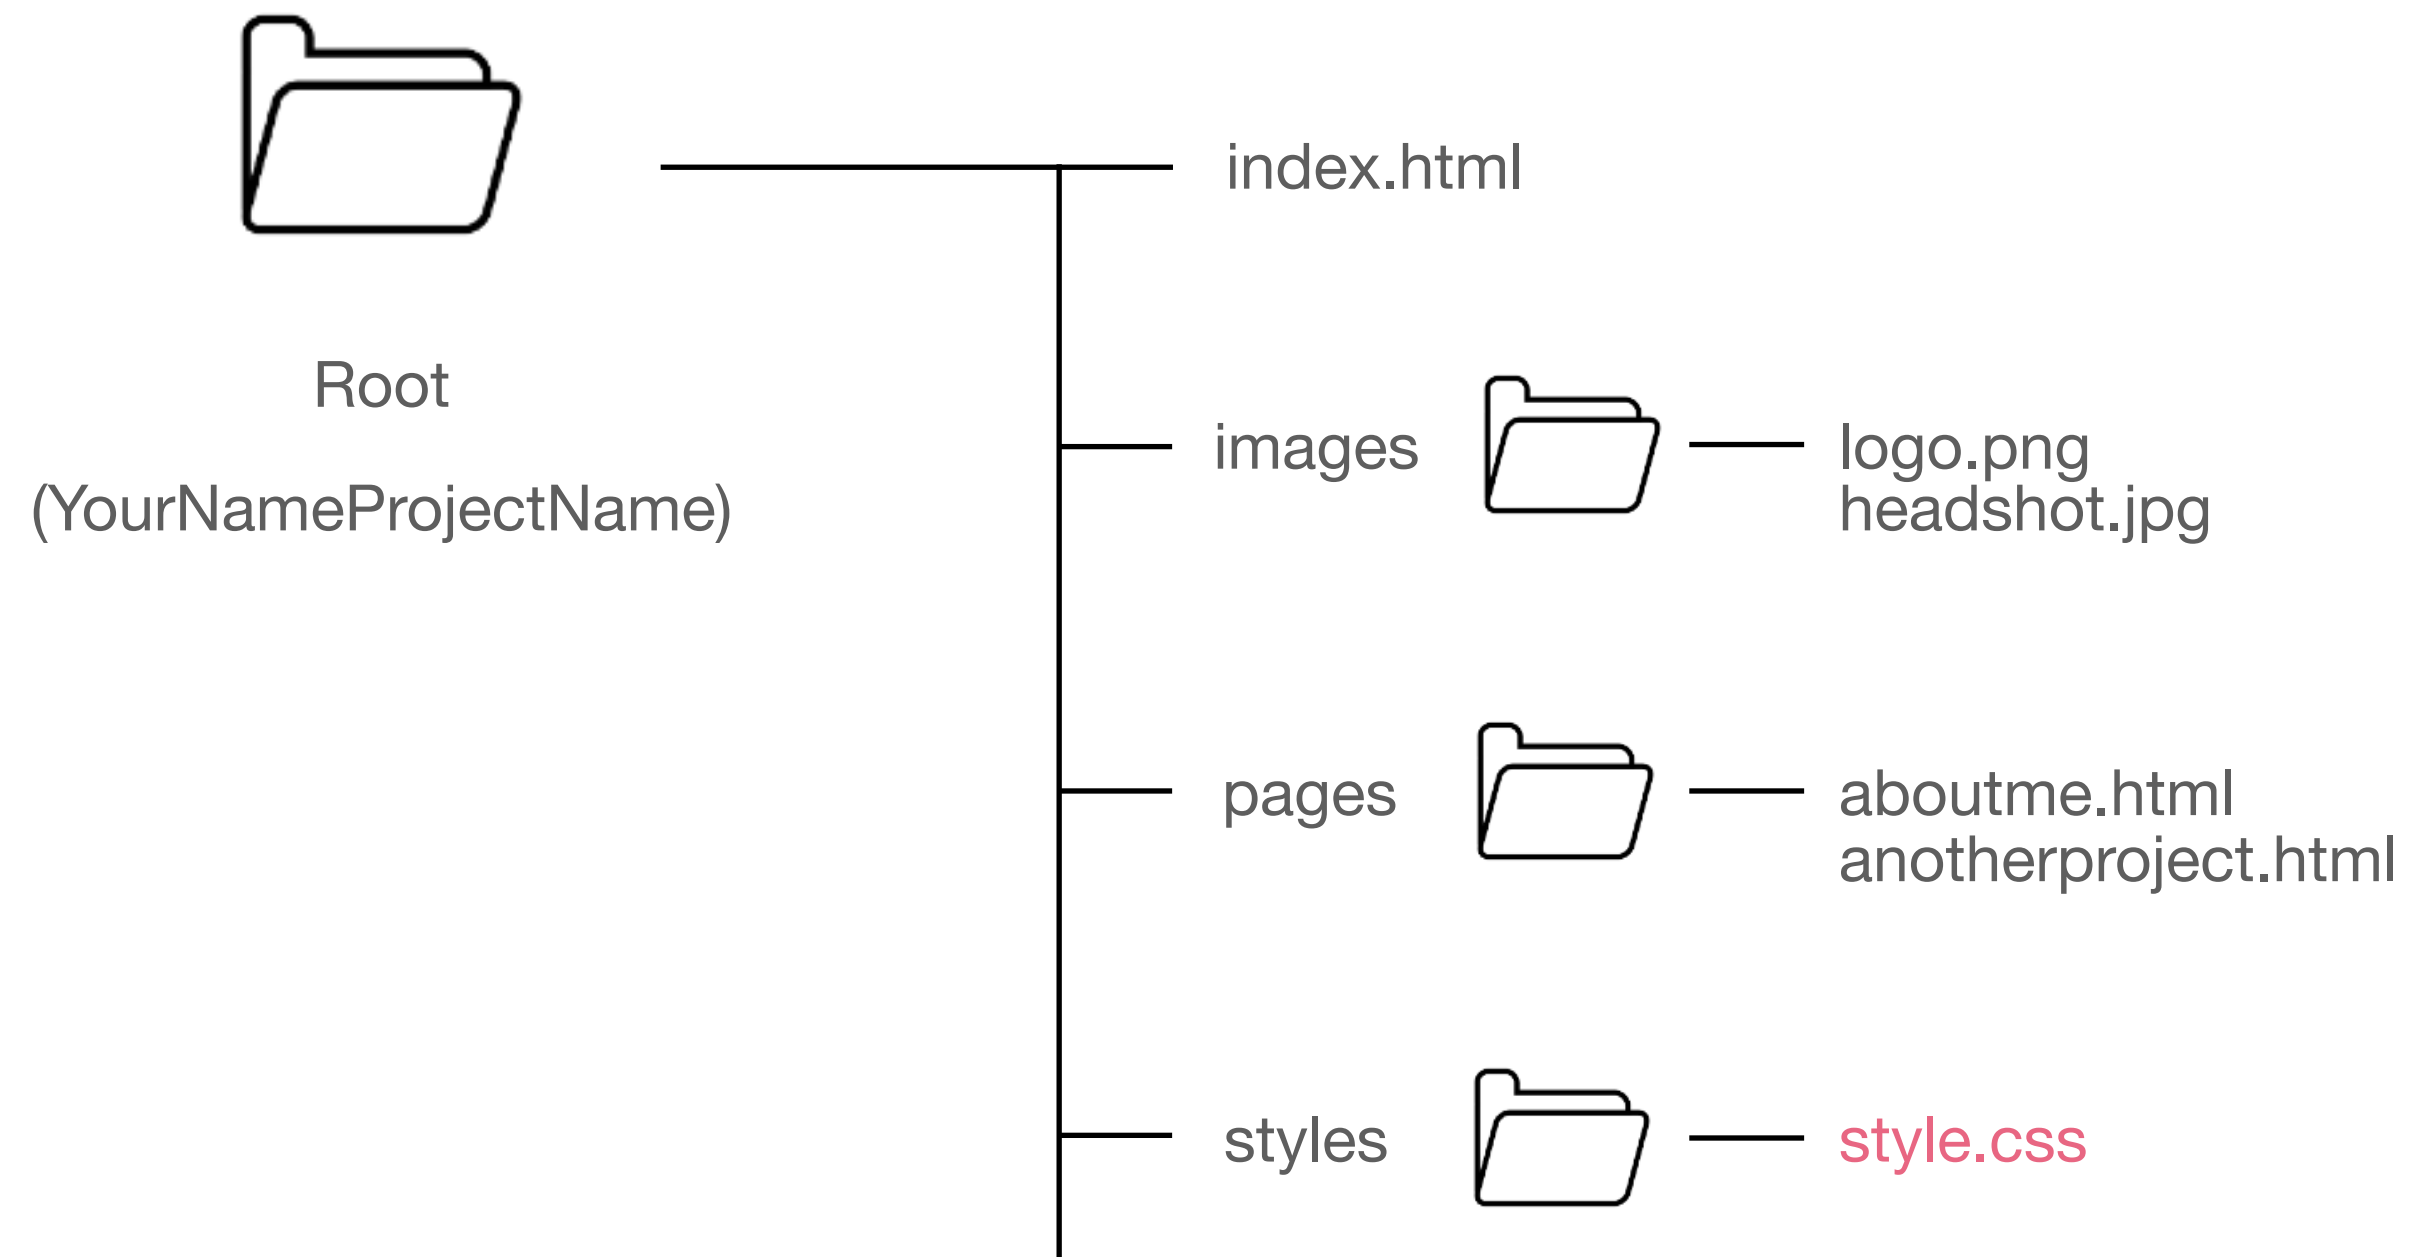 index.html
Root
(YourNameProjectName)
images
logo.png
headshot.jpg
pages
aboutme.html
anotherproject.html
styles
style.css